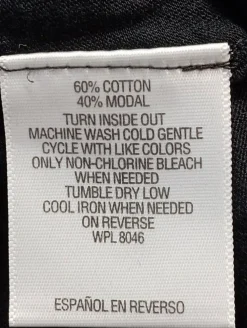 60% COTTON
40% MODAL
TURN INSIDE OUT
MACHINE WASH COLD GENTLE
CYCLE WITH LIKE COLORS
ONLY NON-CHLORINE BLEACH
WHEN NEEDED
TUMBLE DRY LOW
COOL IRON WHEN NEEDED
ON REVERSE
WPL 8046
ESPAÑOL EN REVERSO